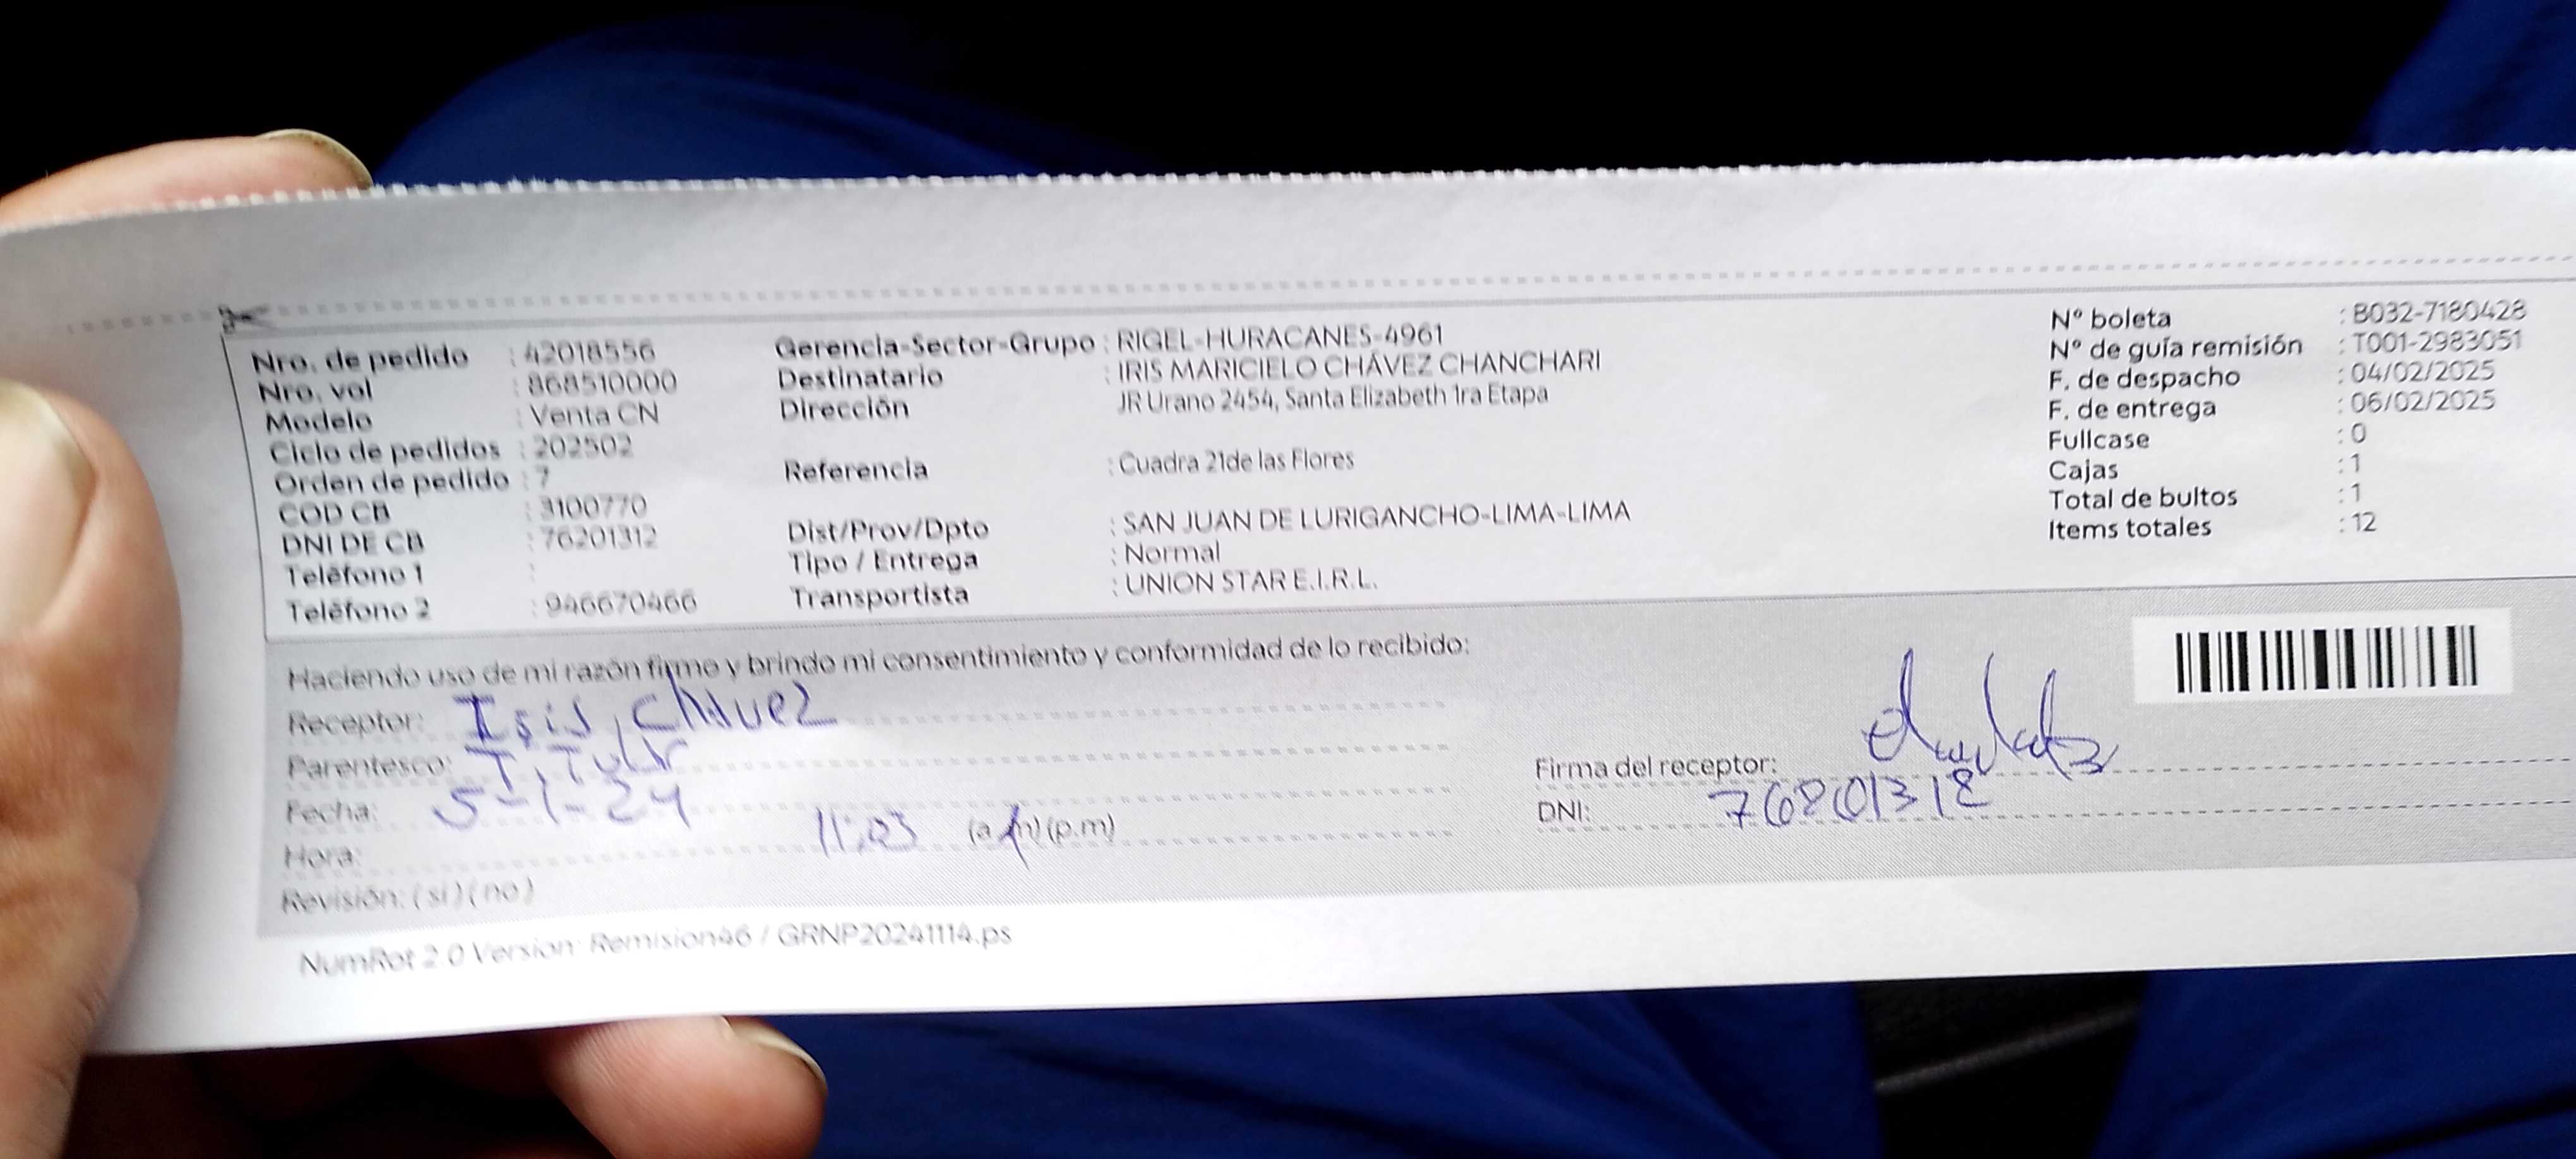 Nro. de pedido : 42018556
Nro. vol : 868510000
Modelo : Venta CN
Ciclo de pedidos : 202502
Orden de pedido : 7
COD CB : 3100770
DNI DE CB : 76201312
Teléfono 1 :
Teléfono 2 : 946670466
Gerencia-Sector-Grupo : RIGEL-HURACANES-4961
Destinatario : IRIS MARICIELO CHÁVEZ CHANCHARI
Dirección JR Urano 2454, Santa Elizabeth 1ra Etapa
Referencia : Cuadra 21de las Flores
Dist/Prov/Dpto : SAN JUAN DE LURIGANCHO-LIMA-LIMA
Tipo / Entrega : Normal
Transportista : UNION STAR E.I.R.L.
Nº boleta : B032-7180428
Nº de guía remisión : T001-2983051
F. de despacho : 04/02/2025
F. de entrega : 06/02/2025
Fullcase : 0
Cajas : 1
Total de bultos : 1
Items totales : 12
Haciendo uso de mi razón firmo y brindo mi consentimiento y conformidad de lo recibido:
Receptor: Isis, Chavez
Parentesco:
Fecha: 5-1-24
Hora: 11:03 (a.m) (p.m)
Revisión: ( si ) ( no )
Firma del receptor:
DNI:
NumRot 2.0 Version: Remision46 / GRNP20241114.ps